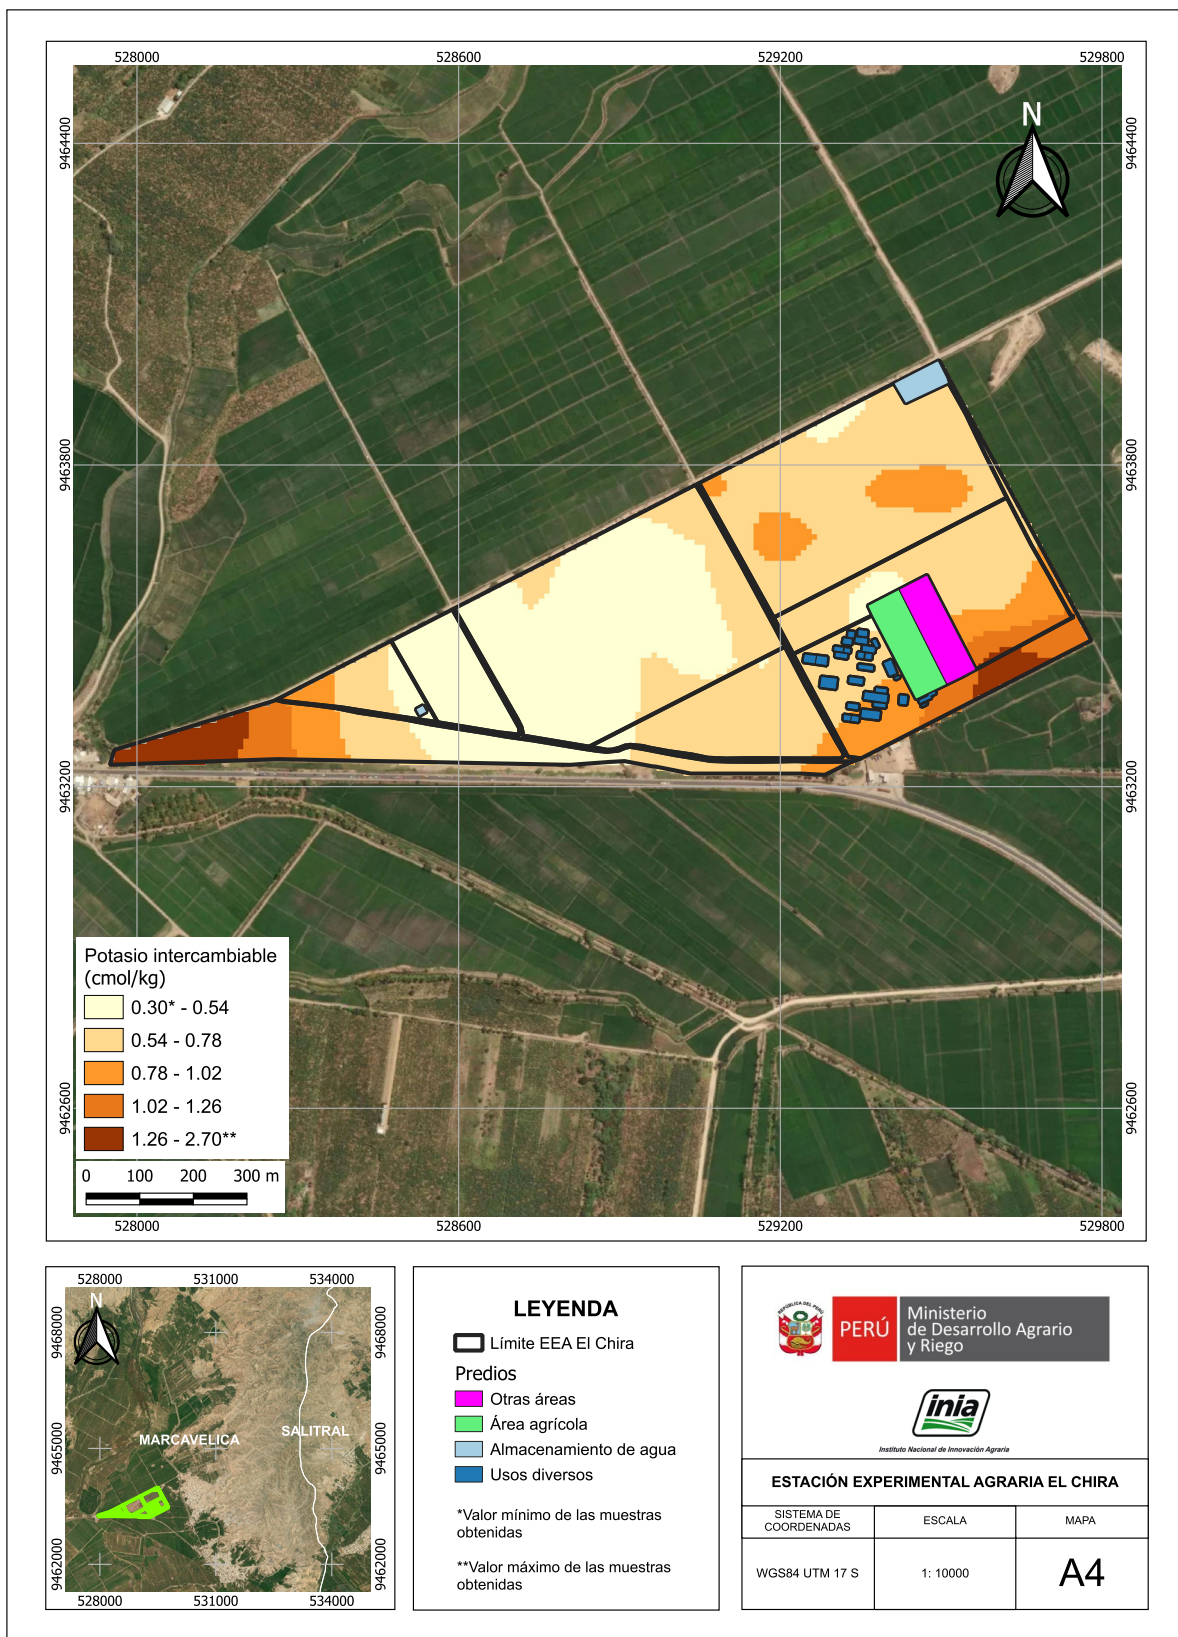 528000 528600 529200 529800
N
9464400 9464400
9463800 9463800
9463200 9463200
9462600 9462600
Potasio intercambiable
(cmol/kg)
0.30* - 0.54
0.54 - 0.78
0.78 - 1.02
1.02 - 1.26
1.26 - 2.70**
0 100 200 300 m
528000 528600 529200 529800
528000 531000 534000
N
9468000 9468000
9465000 9465000
9462000 9462000
MARCAVELICA
SALITRAL
528000 531000 534000
LEYENDA
Límite EEA El Chira
Predios
Otras áreas
Área agrícola
Almacenamiento de agua
Usos diversos
*Valor mínimo de las muestras
obtenidas
**Valor máximo de las muestras
obtenidas
REPÚBLICA DEL PERÚ
PERÚ
Ministerio
de Desarrollo Agrario
y Riego
inia
Instituto Nacional de Innovación Agraria
ESTACIÓN EXPERIMENTAL AGRARIA EL CHIRA
SISTEMA DE
COORDENADAS
ESCALA
MAPA
WGS84 UTM 17 S
1: 10000
A4